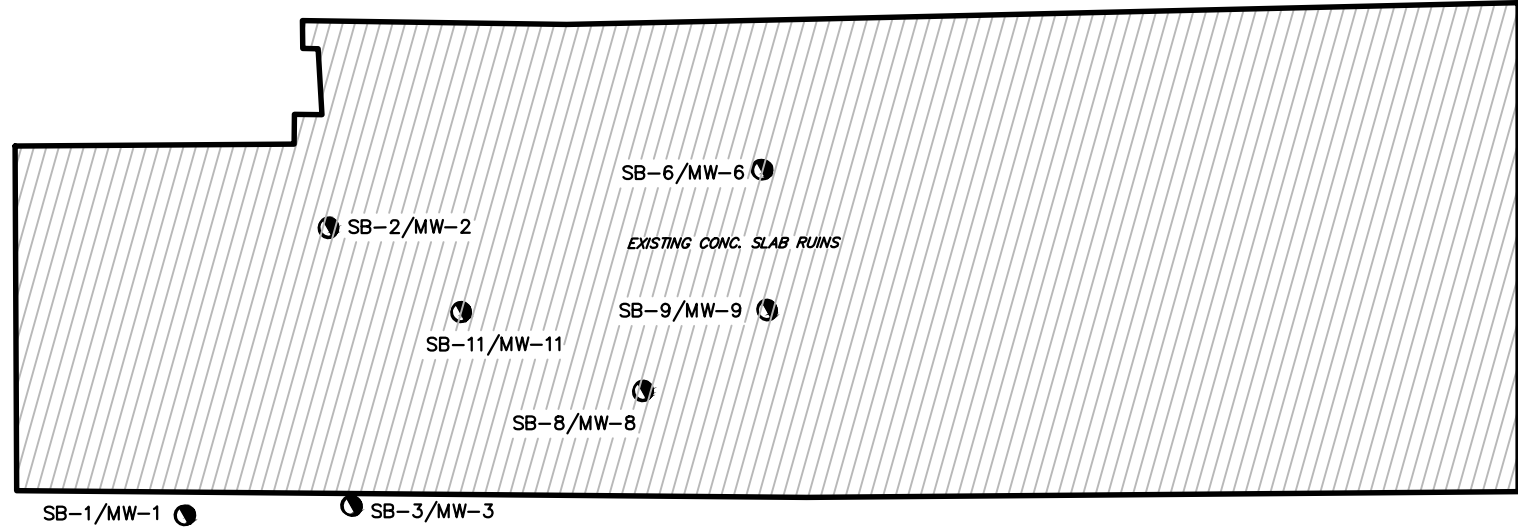 SB-6/MW-6
SB-2/MW-2
EXISTING CONC. SLAB RUINS
SB-9/MW-9
SB-11/MW-11
SB-8/MW-8
SB-1/MW-1
SB-3/MW-3